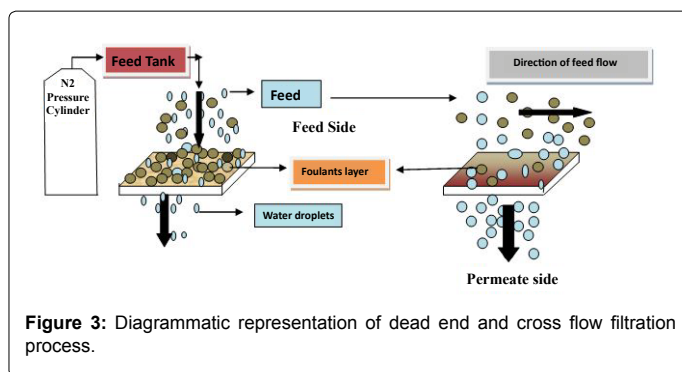 N2
Pressure
Cylinder
Feed Tank
Feed
Direction of feed flow
Feed Side
Foulants layer
Water droplets
Permeate side
Figure 3: Diagrammatic representation of dead end and cross flow filtration
process.